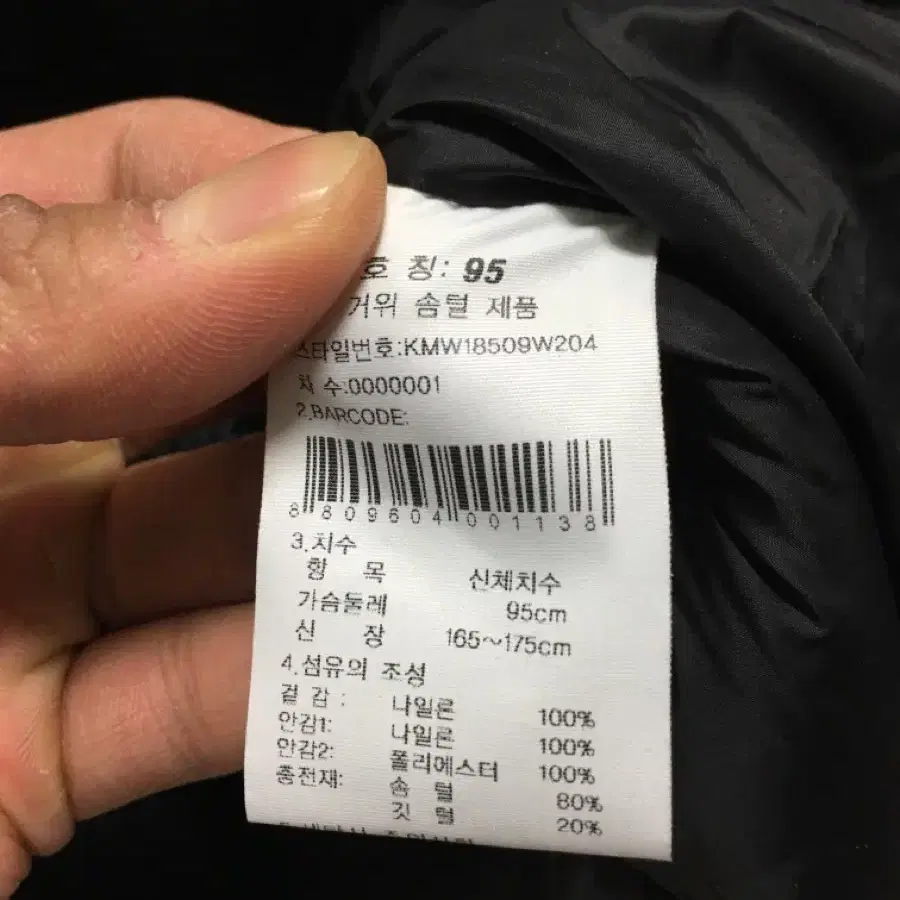 호 칭: 95
거위 솜털 제품
스타일번호:KMW18509W204
차 수:0000001
2.BARCODE:
8809604001138
3.치수
항 목 신체치수
가슴둘레 95cm
신 장 165~175cm
4.섬유의 조성
겉 감 : 나일론 100%
안감1: 나일론 100%
안감2: 폴리에스터 100%
충전재: 솜 털 80%
깃 털 20%